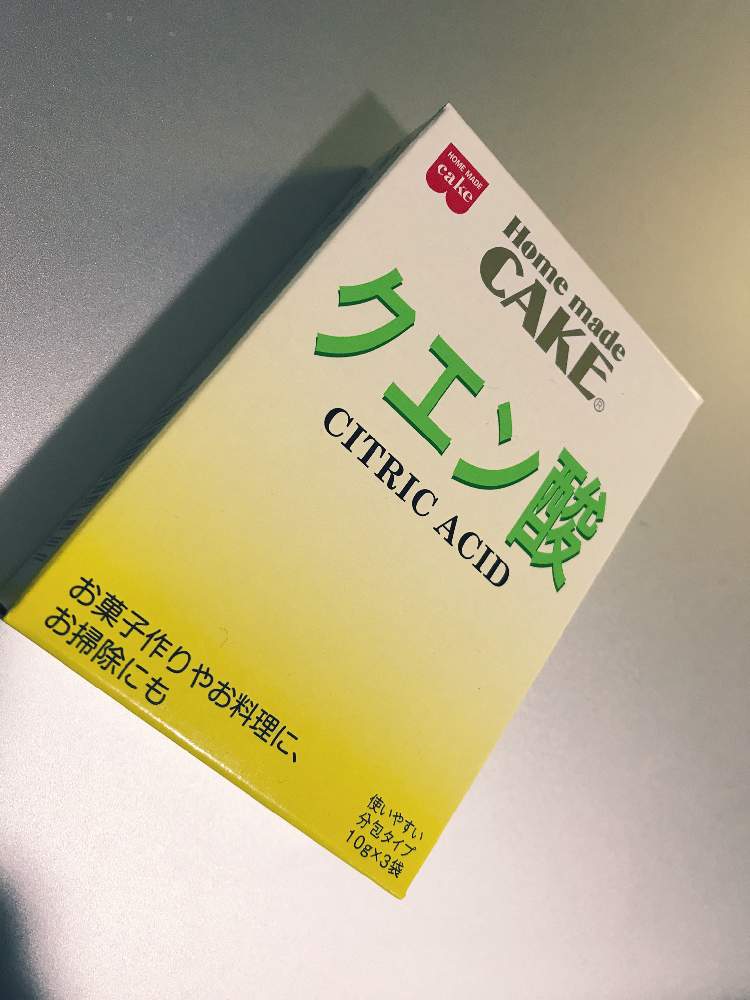 HOME MADE
cake
Home made
CAKE®
クエン酸
CITRIC ACID
お菓子作りやお料理に、
お掃除にも
使いやすい
分包タイプ
10g×3袋